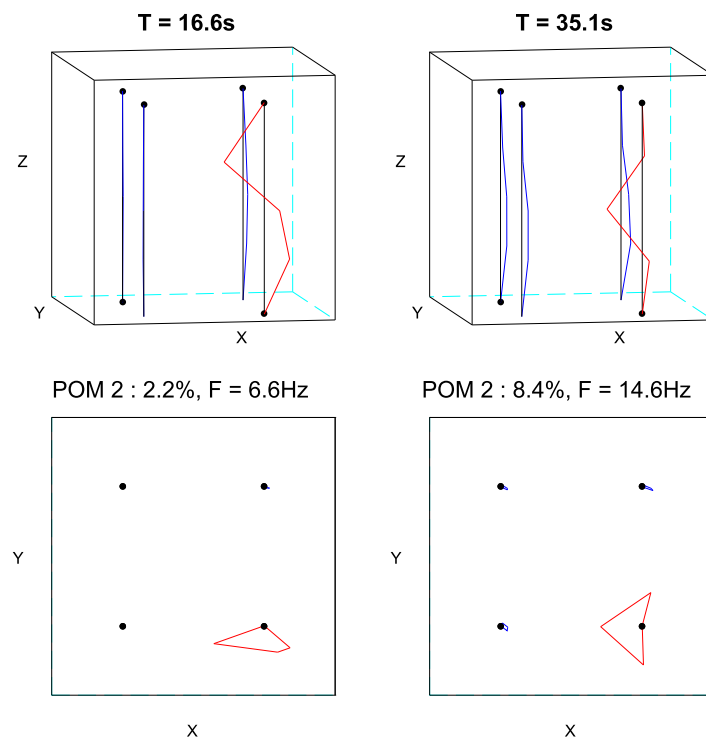 T = 16.6s
T = 35.1s
Z
Z
Y
X
Y
X
POM 2 : 2.2%, F = 6.6Hz
POM 2 : 8.4%, F = 14.6Hz
Y
Y
X
X